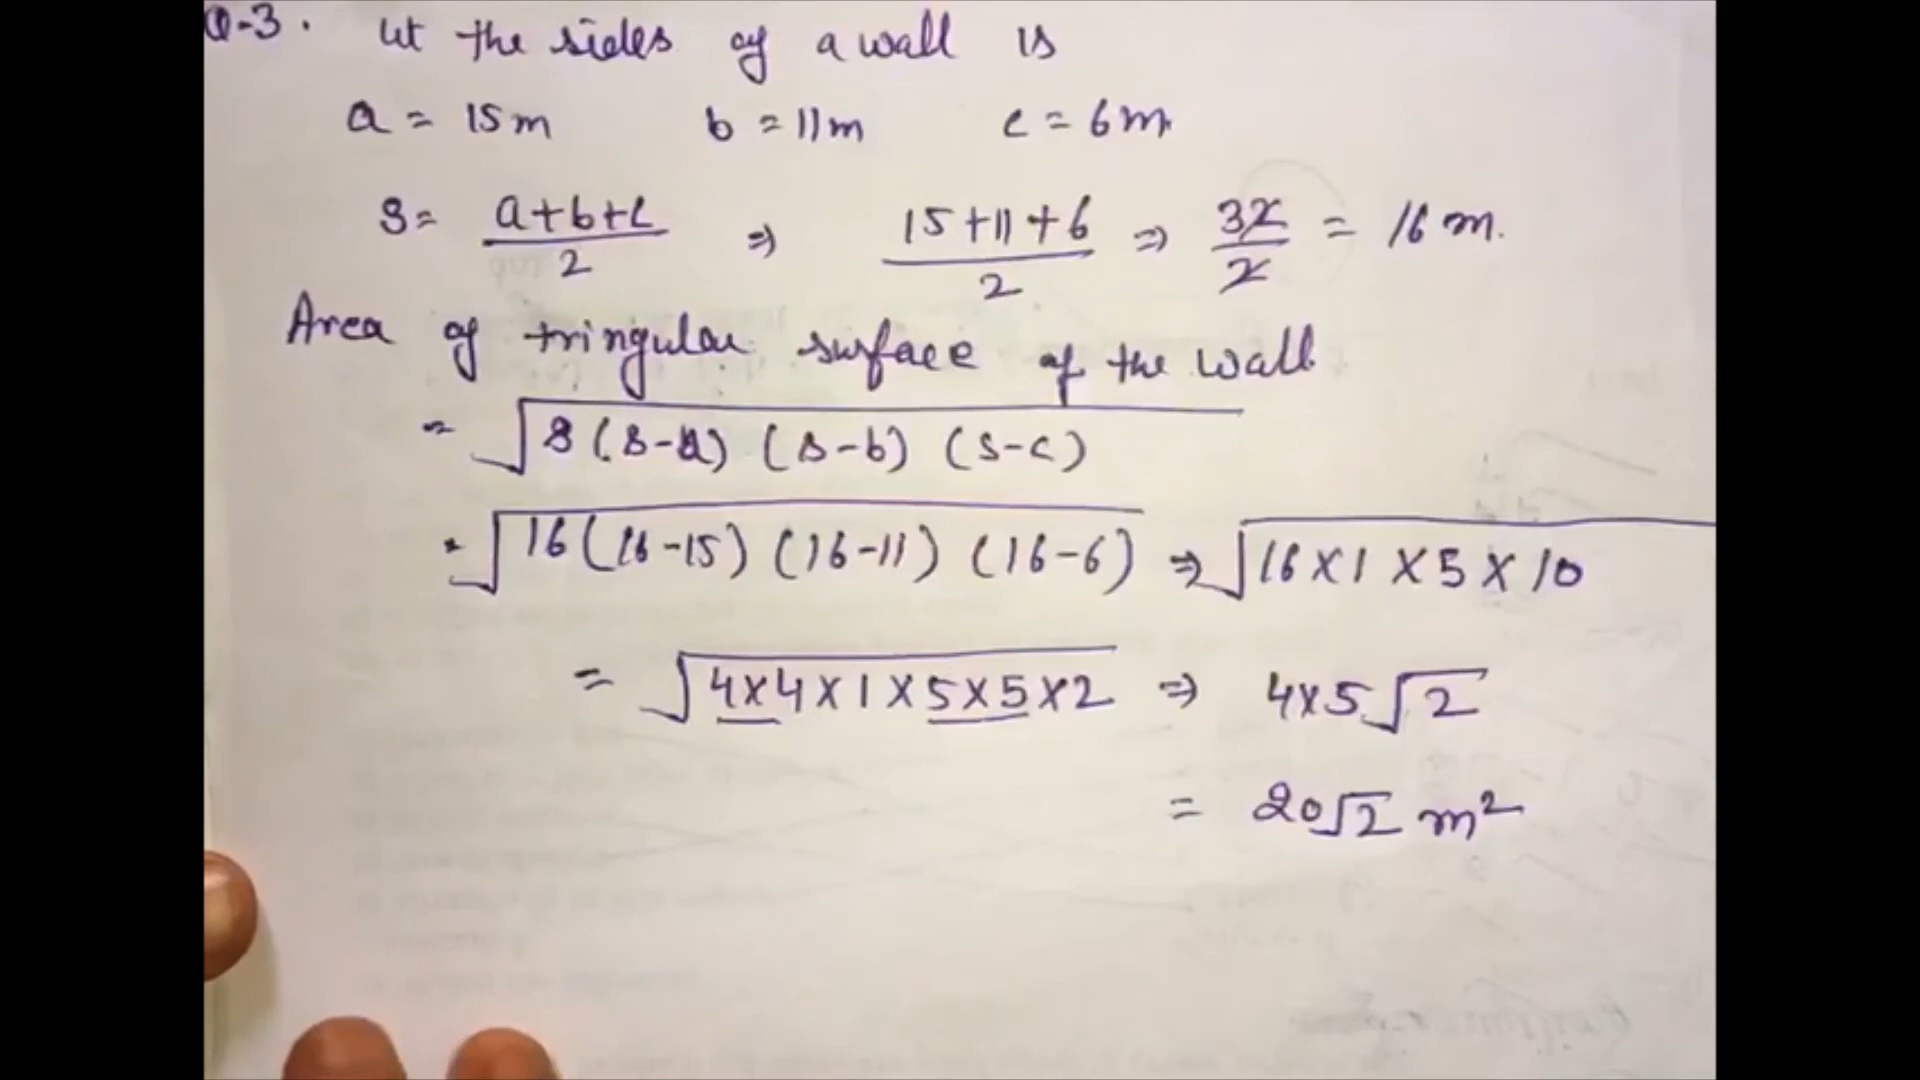 Q-3. let the sides of a wall is
a = 15m b = 11m c = 6m
S = a+b+c/2 ⇒ 15+11+6/2 ⇒ 32/2 = 16 m.
Area of tringular surface of the wall
= √s(s-a) (s-b) (s-c)
= √16(16-15) (16-11) (16-6) ⇒ √16×1×5×10
= √4×4×1×5×5×2 ⇒ 4×5√2
= 20√2 m²